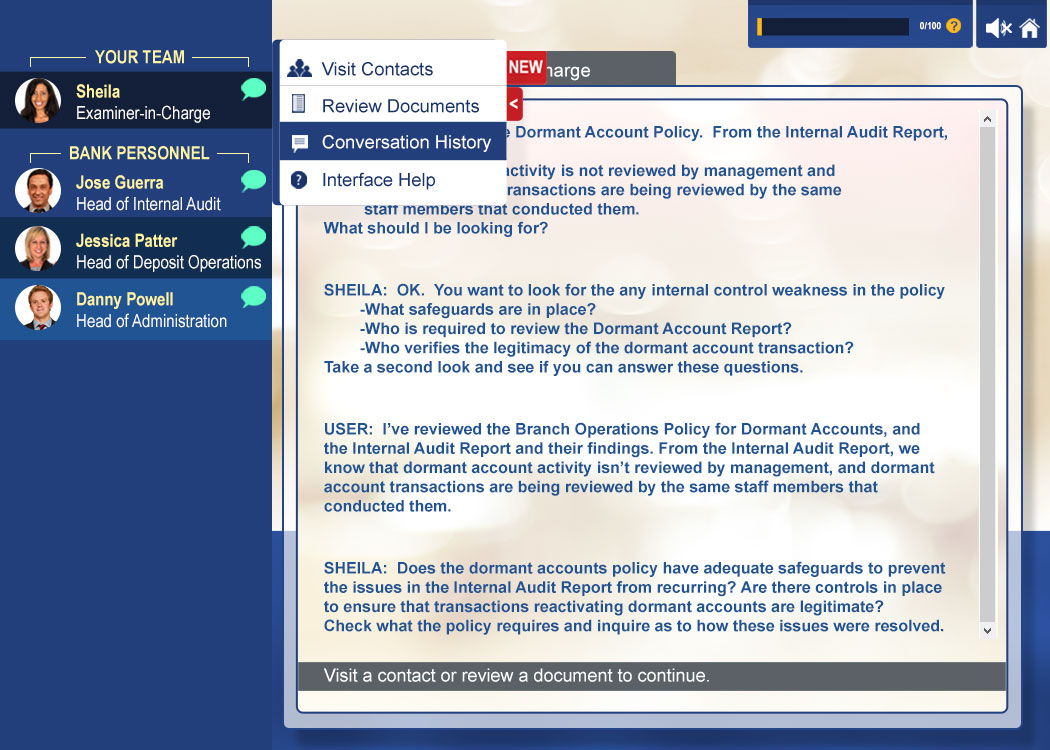 YOUR TEAM
Sheila
Examiner-in-Charge
BANK PERSONNEL
Jose Guerra
Head of Internal Audit
Jessica Patter
Head of Deposit Operations
Danny Powell
Head of Administration
0/100 ?
Visit Contacts
Review Documents
Conversation History
? Interface Help
NEW
<
harge
Dormant Account Policy. From the Internal Audit Report,
activity is not reviewed by management and
transactions are being reviewed by the same
staff members that conducted them.
What should I be looking for?
SHEILA: OK. You want to look for the any internal control weakness in the policy
-What safeguards are in place?
-Who is required to review the Dormant Account Report?
-Who verifies the legitimacy of the dormant account transaction?
Take a second look and see if you can answer these questions.
USER: I've reviewed the Branch Operations Policy for Dormant Accounts, and
the Internal Audit Report and their findings. From the Internal Audit Report, we
know that dormant account activity isn't reviewed by management, and dormant
account transactions are being reviewed by the same staff members that
conducted them.
SHEILA: Does the dormant accounts policy have adequate safeguards to prevent
the issues in the Internal Audit Report from recurring? Are there controls in place
to ensure that transactions reactivating dormant accounts are legitimate?
Check what the policy requires and inquire as to how these issues were resolved.
Visit a contact or review a document to continue.